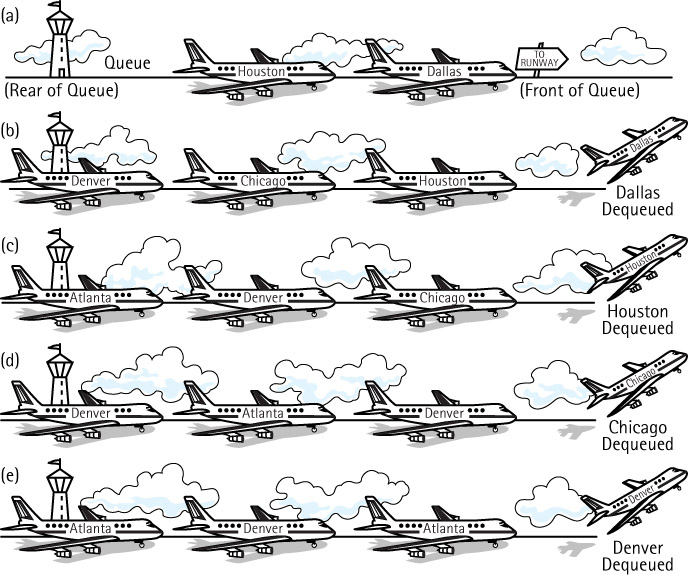 (a)
Queue
Houston
Dallas
TO
RUNWAY
(Rear of Queue)
(Front of Queue)
(b)
Denver
Chicago
Houston
Dallas
Dallas
Dequeued
(c)
Atlanta
Denver
Chicago
Houston
Houston
Dequeued
(d)
Denver
Atlanta
Denver
Chicago
Chicago
Dequeued
(e)
Atlanta
Denver
Atlanta
Denver
Denver
Dequeued